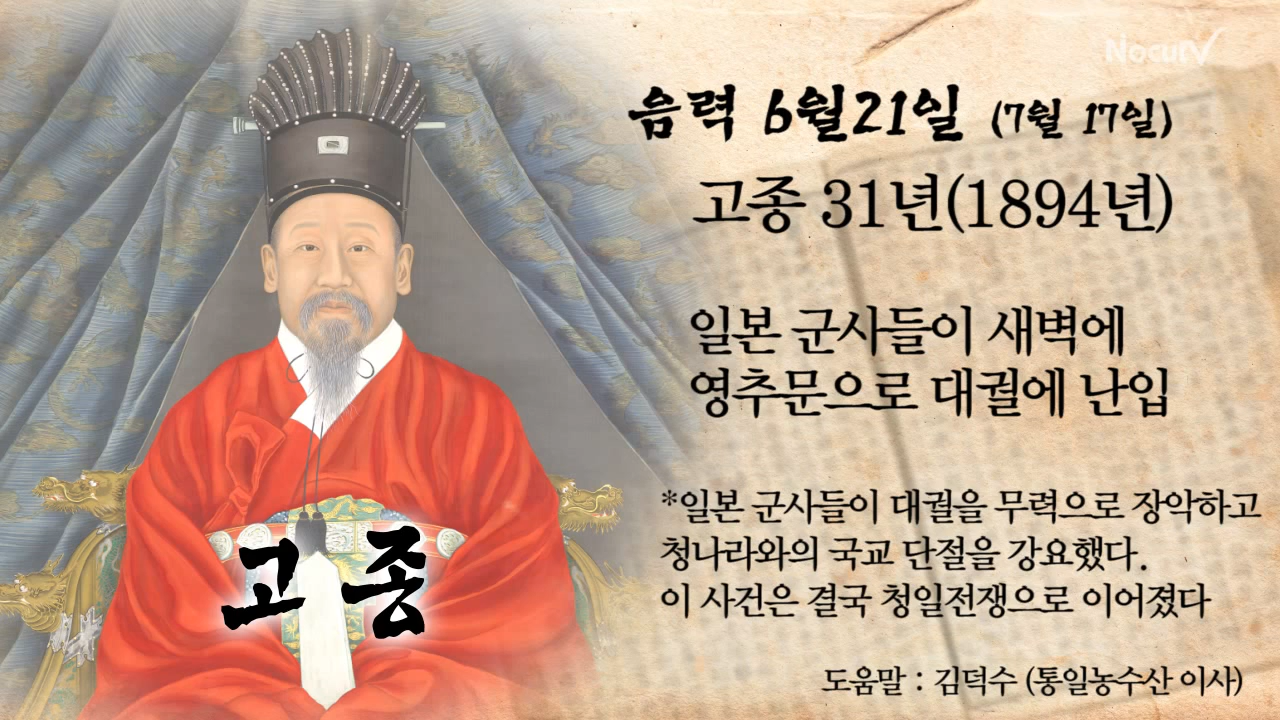 NocutV
음력 6월21일 (7월 17일)
고종 31년(1894년)
일본 군사들이 새벽에
영추문으로 대궐에 난입
*일본 군사들이 대궐을 무력으로 장악하고
청나라와의 국교 단절을 강요했다.
이 사건은 결국 청일전쟁으로 이어졌다
고종
도움말 : 김덕수 (통일농수산 이사)